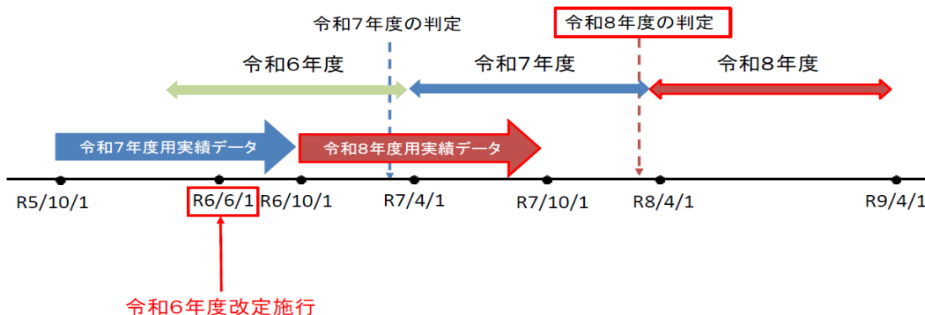 令和7年度の判定
令和8年度の判定
令和6年度
令和7年度
令和8年度
令和7年度用実績データ
令和8年度用実績データ
R5/10/1
R6/6/1
R6/10/1
R7/4/1
R7/10/1
R8/4/1
R9/4/1
令和6年度改定施行